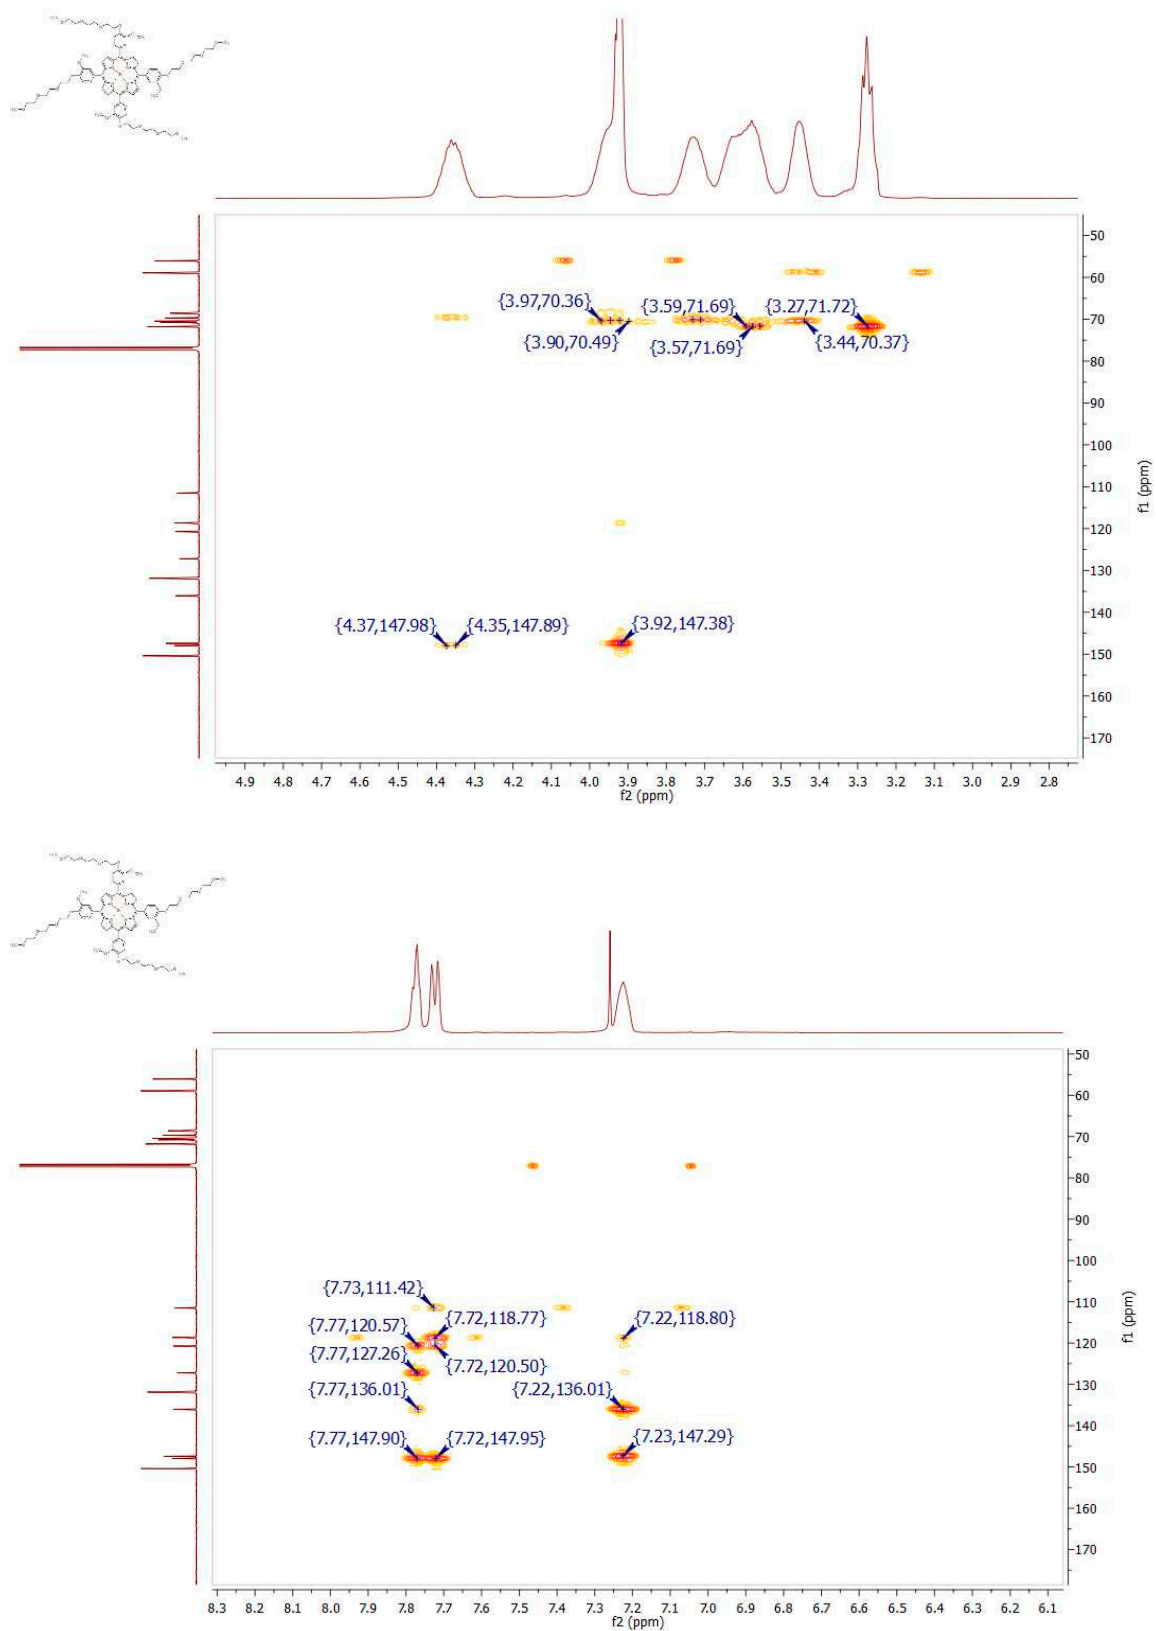 50
60
{3.97,70.36} {3.59,71.69} {3.27,71.72}
70
{3.90,70.49} {3.57,71.69} {3.44,70.37}
80
90
100
110
f1 (ppm)
120
130
140
{4.37,147.98} {4.35,147.89} {3.92,147.38}
150
160
170
4.9 4.8 4.7 4.6 4.5 4.4 4.3 4.2 4.1 4.0 3.9 3.8 3.7 3.6 3.5 3.4 3.3 3.2 3.1 3.0 2.9 2.8
f2 (ppm)
50
60
70
80
90
100
{7.73,111.42}
110
{7.77,120.57} {7.72,118.77} {7.22,118.80}
f1 (ppm)
120
{7.77,127.26} {7.72,120.50}
130
{7.77,136.01} {7.22,136.01}
140
{7.77,147.90} {7.72,147.95} {7.23,147.29}
150
160
170
8.3 8.2 8.1 8.0 7.9 7.8 7.7 7.6 7.5 7.4 7.3 7.2 7.1 7.0 6.9 6.8 6.7 6.6 6.5 6.4 6.3 6.2 6.1
f2 (ppm)